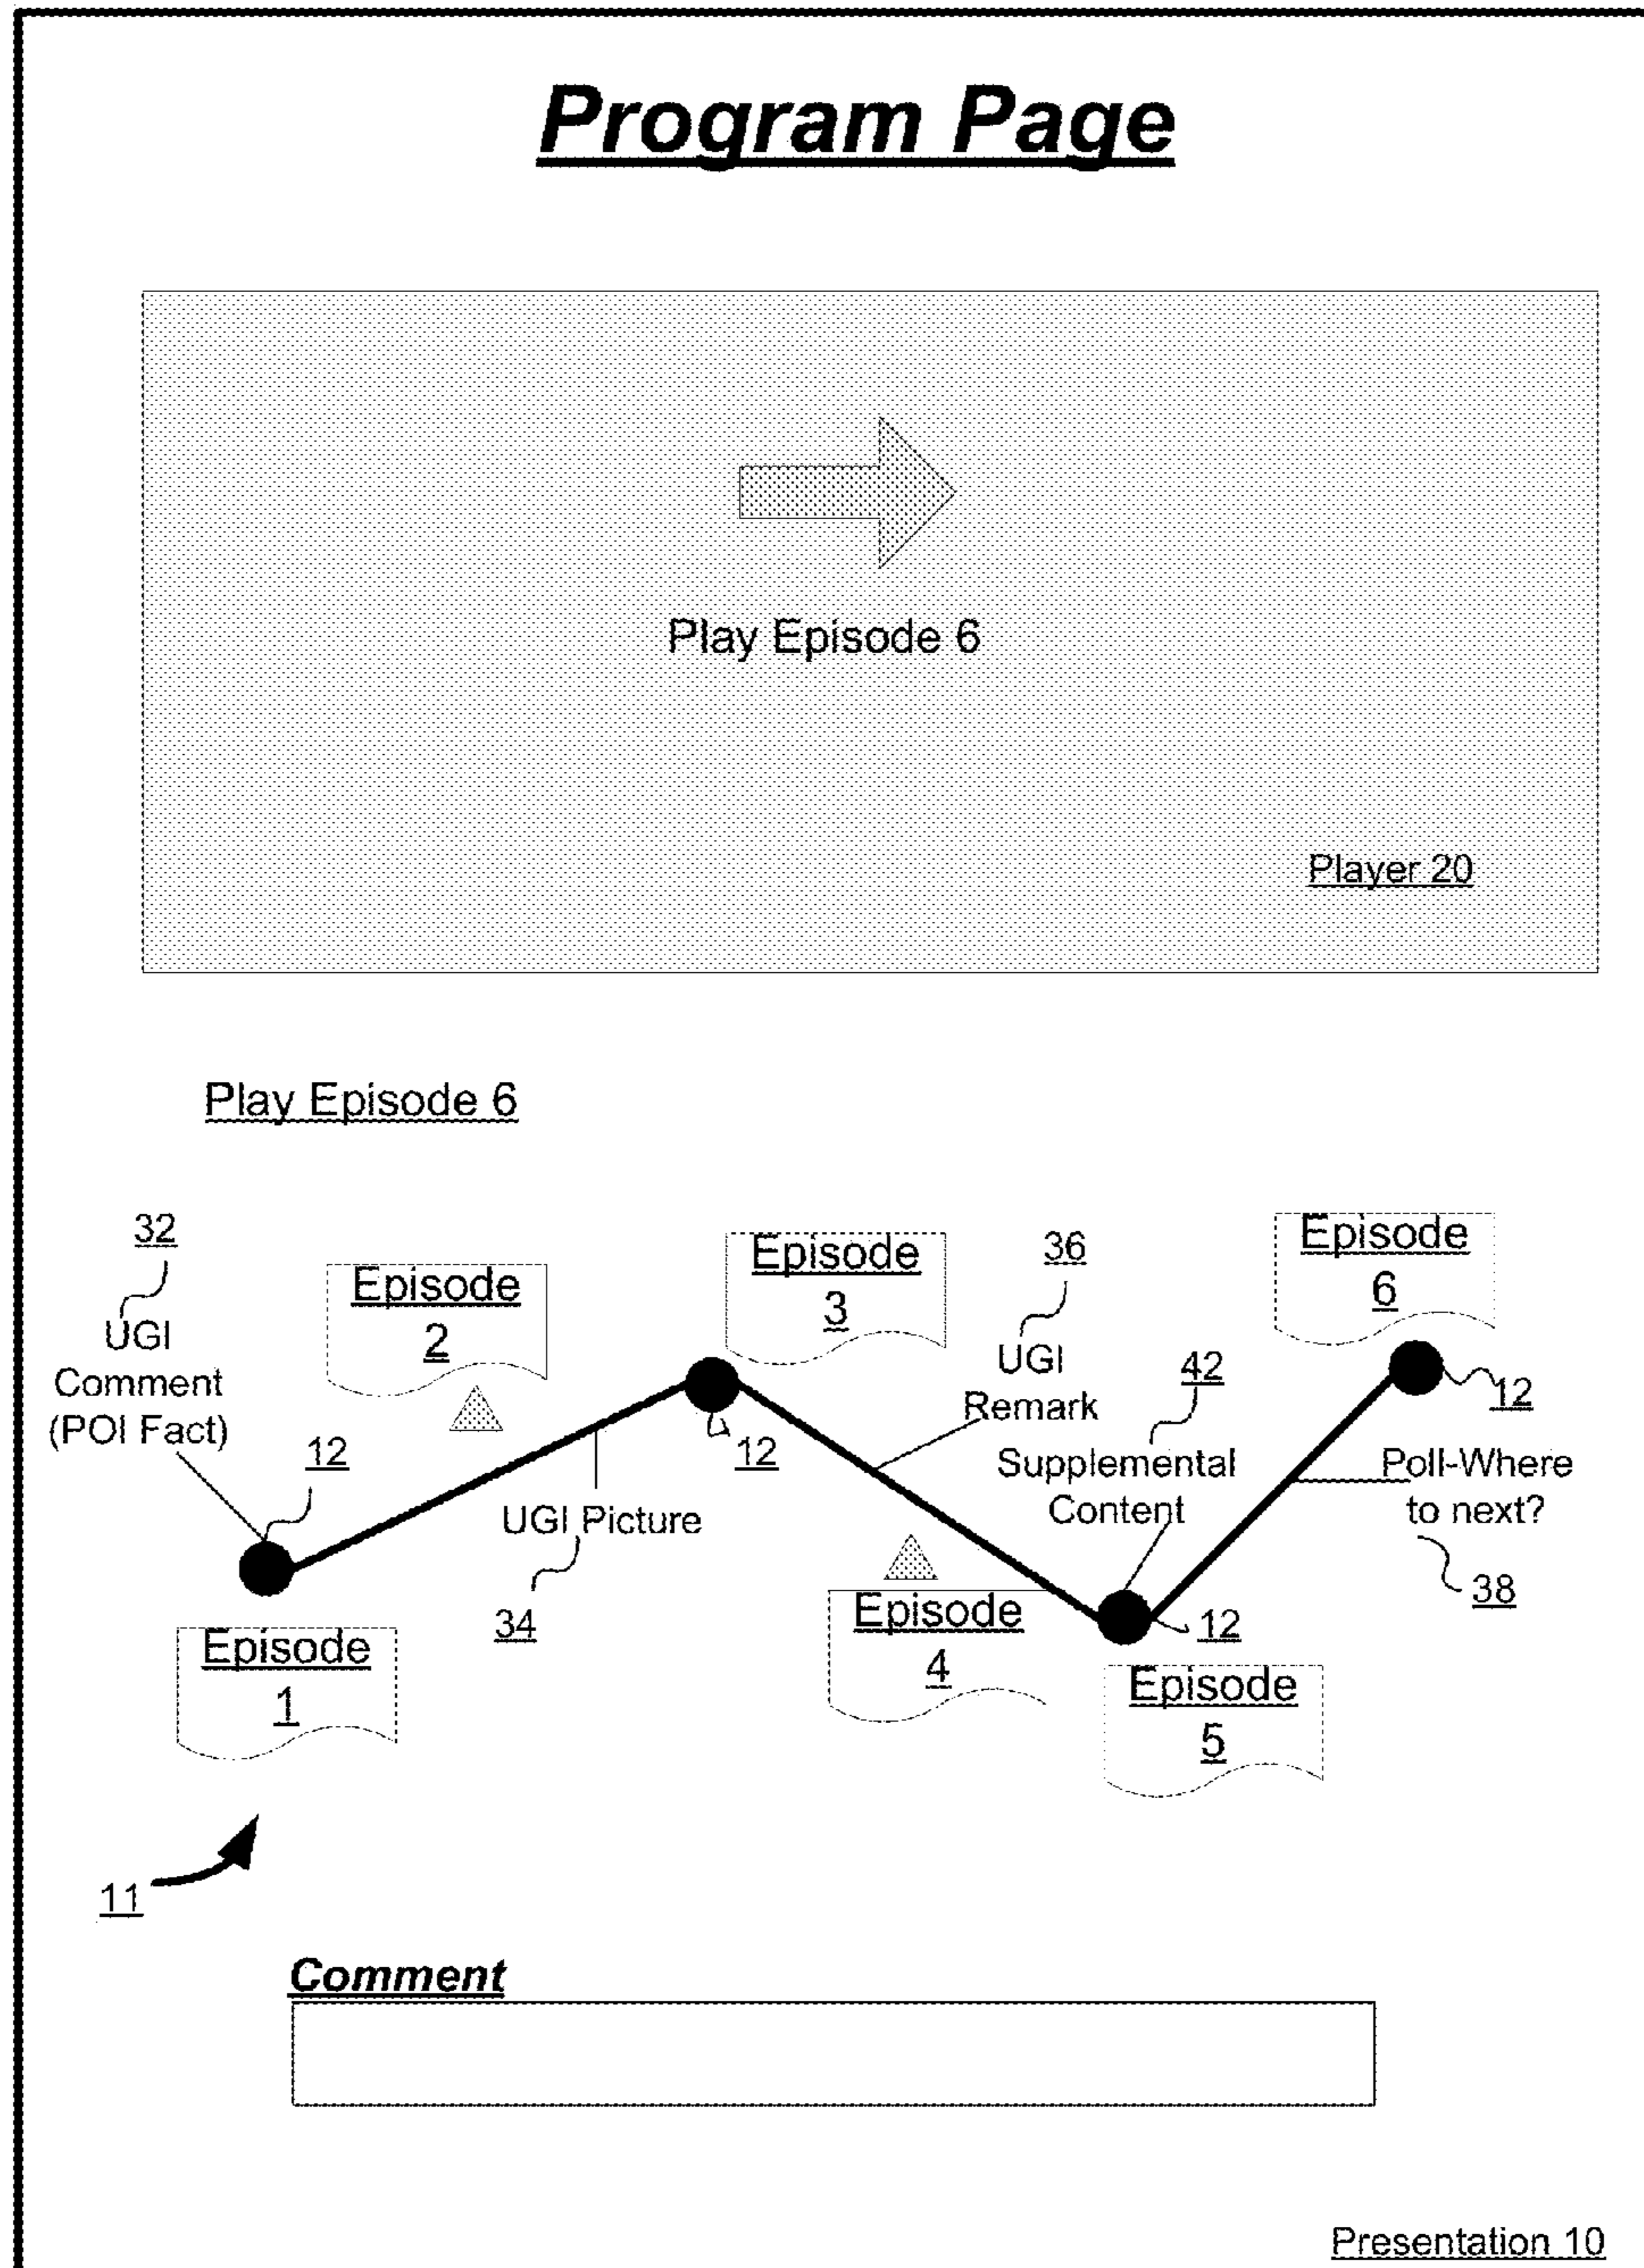 Program Page
Play Episode 6
Player 20
Play Episode 6
32
UGI
Comment
(POI Fact)
12
Episode
1
Episode
2
UGI Picture
34
Episode
3
12
36
UGI
Remark
42
Supplemental
Content
Episode
4
12
Episode
5
Episode
6
12
Poll-Where
to next?
38
11
Comment
Presentation 10